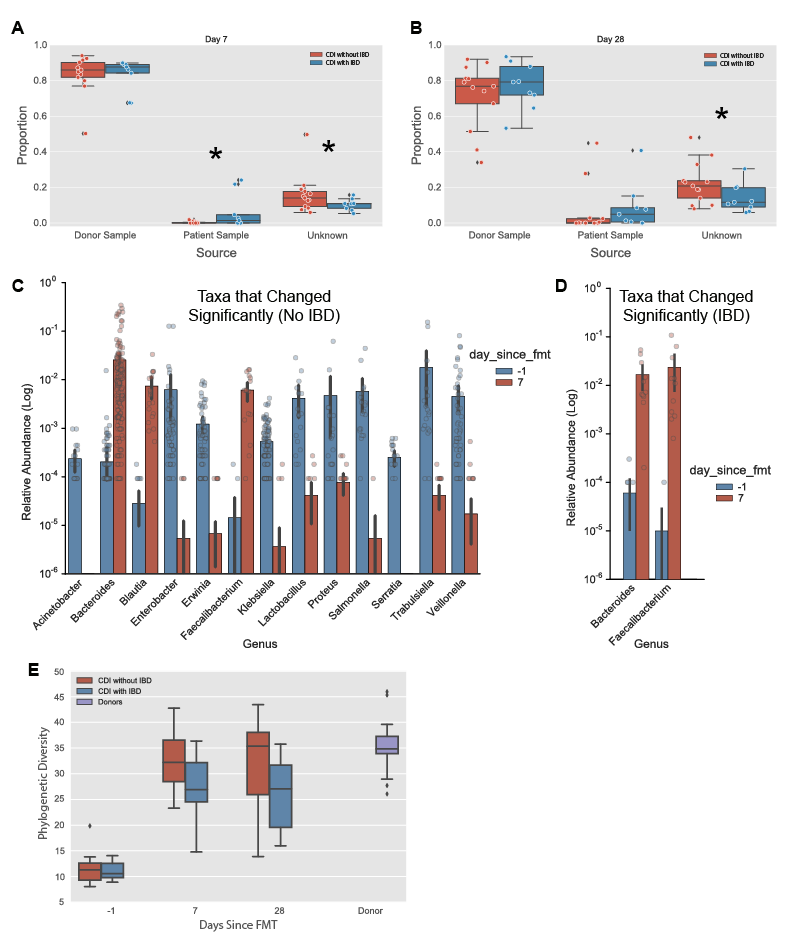 A
Day 7
1.0
0.8
0.6
0.4
0.2
0.0
Proportion
CDI without IBD
CDI with IBD
*
*
Donor Sample
Patient Sample
Unknown
Source
B
Day 28
1.0
0.8
0.6
0.4
0.2
0.0
Proportion
CDI without IBD
CDI with IBD
*
Donor Sample
Patient Sample
Unknown
Source
C
Taxa that Changed
Significantly (No IBD)
10^0
10^-1
10^-2
10^-3
10^-4
10^-5
10^-6
Relative Abundance (Log)
day_since_fmt
-1
7
Acinetobacter
Bacteroides
Blautia
Enterobacter
Erwinia
Faecalibacterium
Klebsiella
Lactobacillus
Proteus
Salmonella
Serratia
Trabulsiella
Veillonella
Genus
D
Taxa that Changed
Significantly (IBD)
10^0
10^-1
10^-2
10^-3
10^-4
10^-5
10^-6
Relative Abundance (Log)
day_since_fmt
-1
7
Bacteroides
Faecalibacterium
Genus
E
50
45
40
35
30
25
20
15
10
5
Phylogenetic Diversity
CDI without IBD
CDI with IBD
Donors
-1
7
28
Donor
Days Since FMT